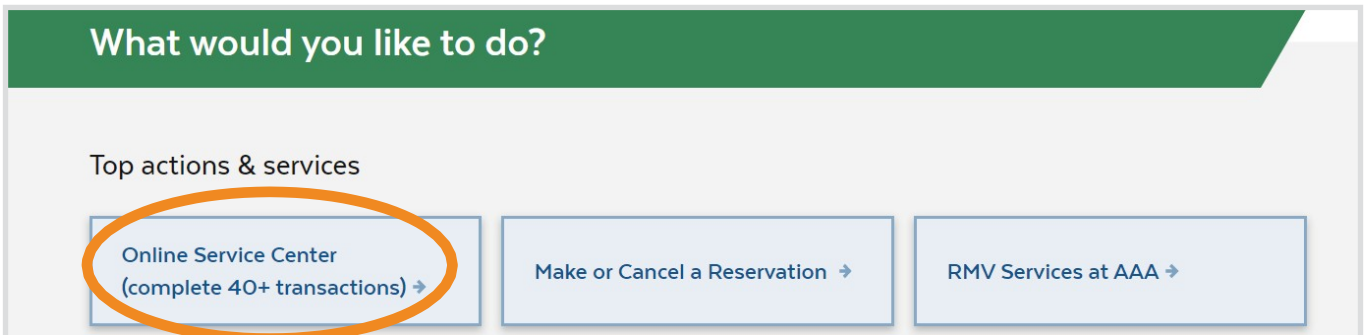 What would you like to do?
Top actions & services
Online Service Center
(complete 40+ transactions) →
Make or Cancel a Reservation →
RMV Services at AAA →